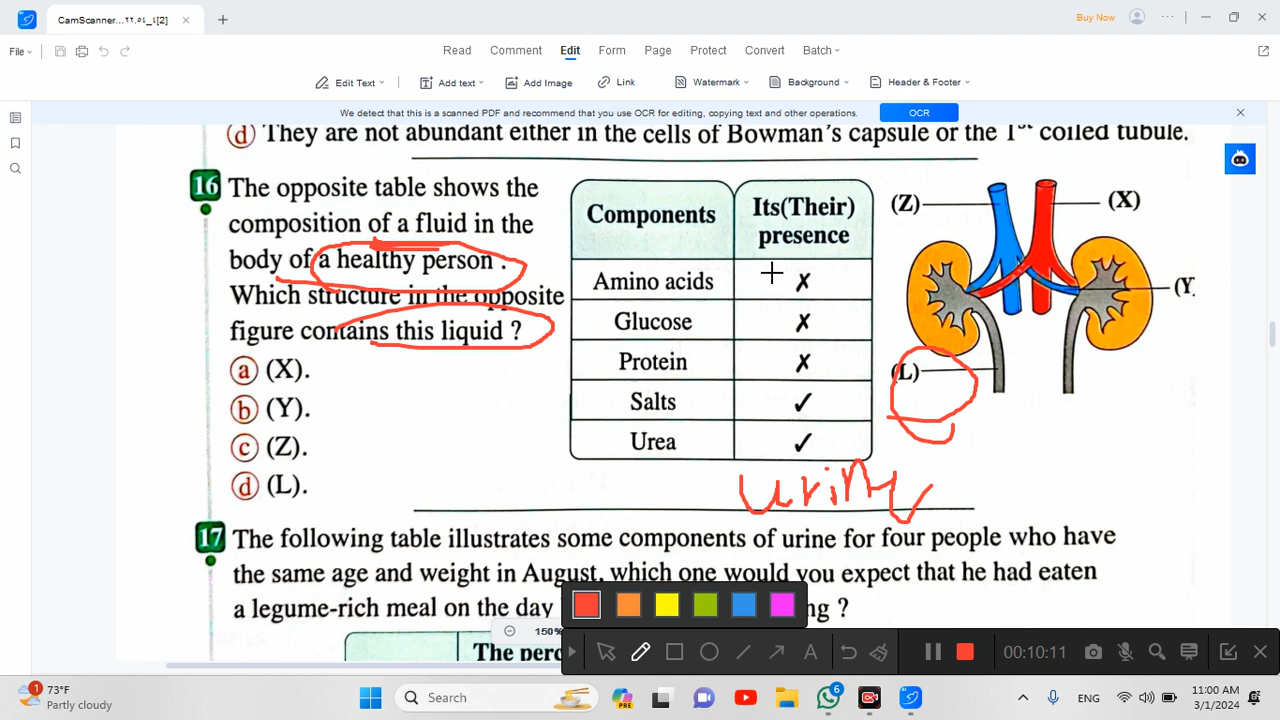 CamScanner...٢٢,٥٤_٤[2]
Buy Now
File
Read Comment Edit Form Page Protect Convert Batch
Edit Text Add text Add Image Link Watermark Background Header & Footer
We detect that this is a scanned PDF and recommend that you use OCR for editing, copying text and other operations. OCR
d They are not abundant either in the cells of Bowman's capsule or the 1st coiled tubule.
16 The opposite table shows the
composition of a fluid in the
body of a healthy person .
Which structure in the opposite
figure contains this liquid ?
a (X).
b (Y).
c (Z).
d (L).
Components Its(Their) presence
Amino acids ✗
Glucose ✗
Protein ✗
Salts ✓
Urea ✓
(Z) (X)
(Y
(L)
urine
17 The following table illustrates some components of urine for four people who have
the same age and weight in August, which one would you expect that he had eaten
a legume-rich meal on the day ng ?
The perc
150%
00:10:11
1
73°F
Partly cloudy
Search
PRE
6
ENG
11:00 AM
3/1/2024